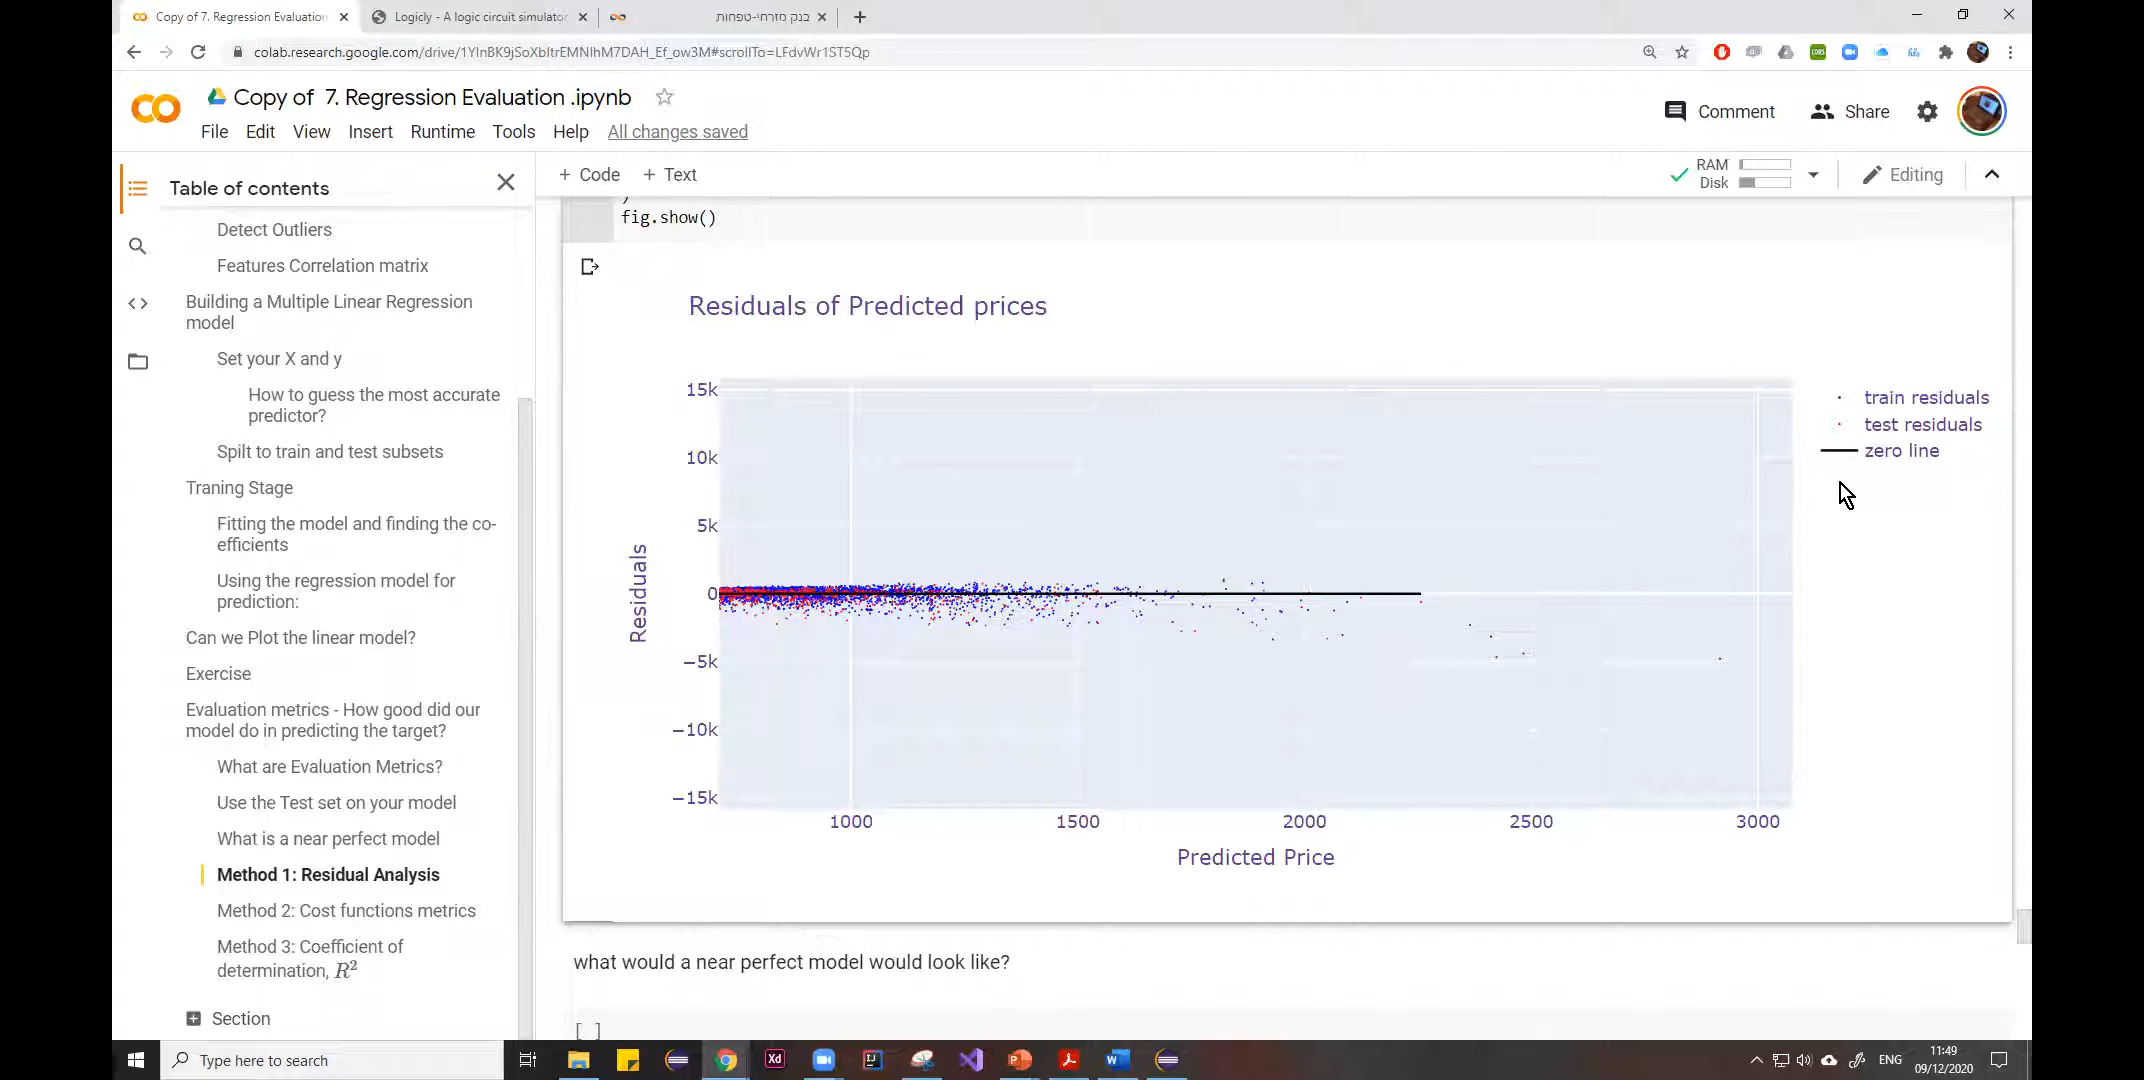 Copy of 7. Regression Evaluation
Logicly - A logic circuit simulator
בנק מזרחי-טפחות
Copy of  7. Regression Evaluation .ipynb
File Edit View Insert Runtime Tools Help All changes saved
Comment
Share
Table of contents
Detect Outliers
Features Correlation matrix
Building a Multiple Linear Regression
model
Set your X and y
How to guess the most accurate
predictor?
Spilt to train and test subsets
Traning Stage
Fitting the model and finding the co-
efficients
Using the regression model for
prediction:
Can we Plot the linear model?
Exercise
Evaluation metrics - How good did our
model do in predicting the target?
What are Evaluation Metrics?
Use the Test set on your model
What is a near perfect model
Method 1: Residual Analysis
Method 2: Cost functions metrics
Method 3: Coefficient of
determination, R²
Section
+ Code + Text
RAM
Disk
Editing
)
fig.show()
Residuals of Predicted prices
15k
10k
5k
0
−5k
−10k
−15k
Residuals
1000 1500 2000 2500 3000
Predicted Price
train residuals
test residuals
zero line
what would a near perfect model would look like?
[ ]
Type here to search
ENG
11:49
09/12/2020